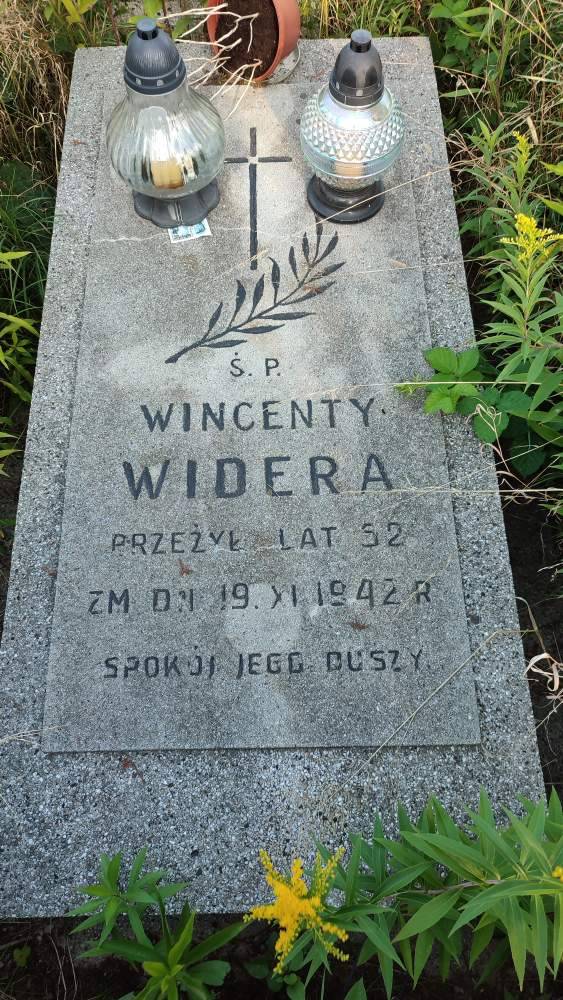 Ś. P.
WINCENTY
WIDERA
PRZEŻYŁ LAT 52
ZM DN 19. XI 1942 R
SPOKÓJ JEGO DUSZY